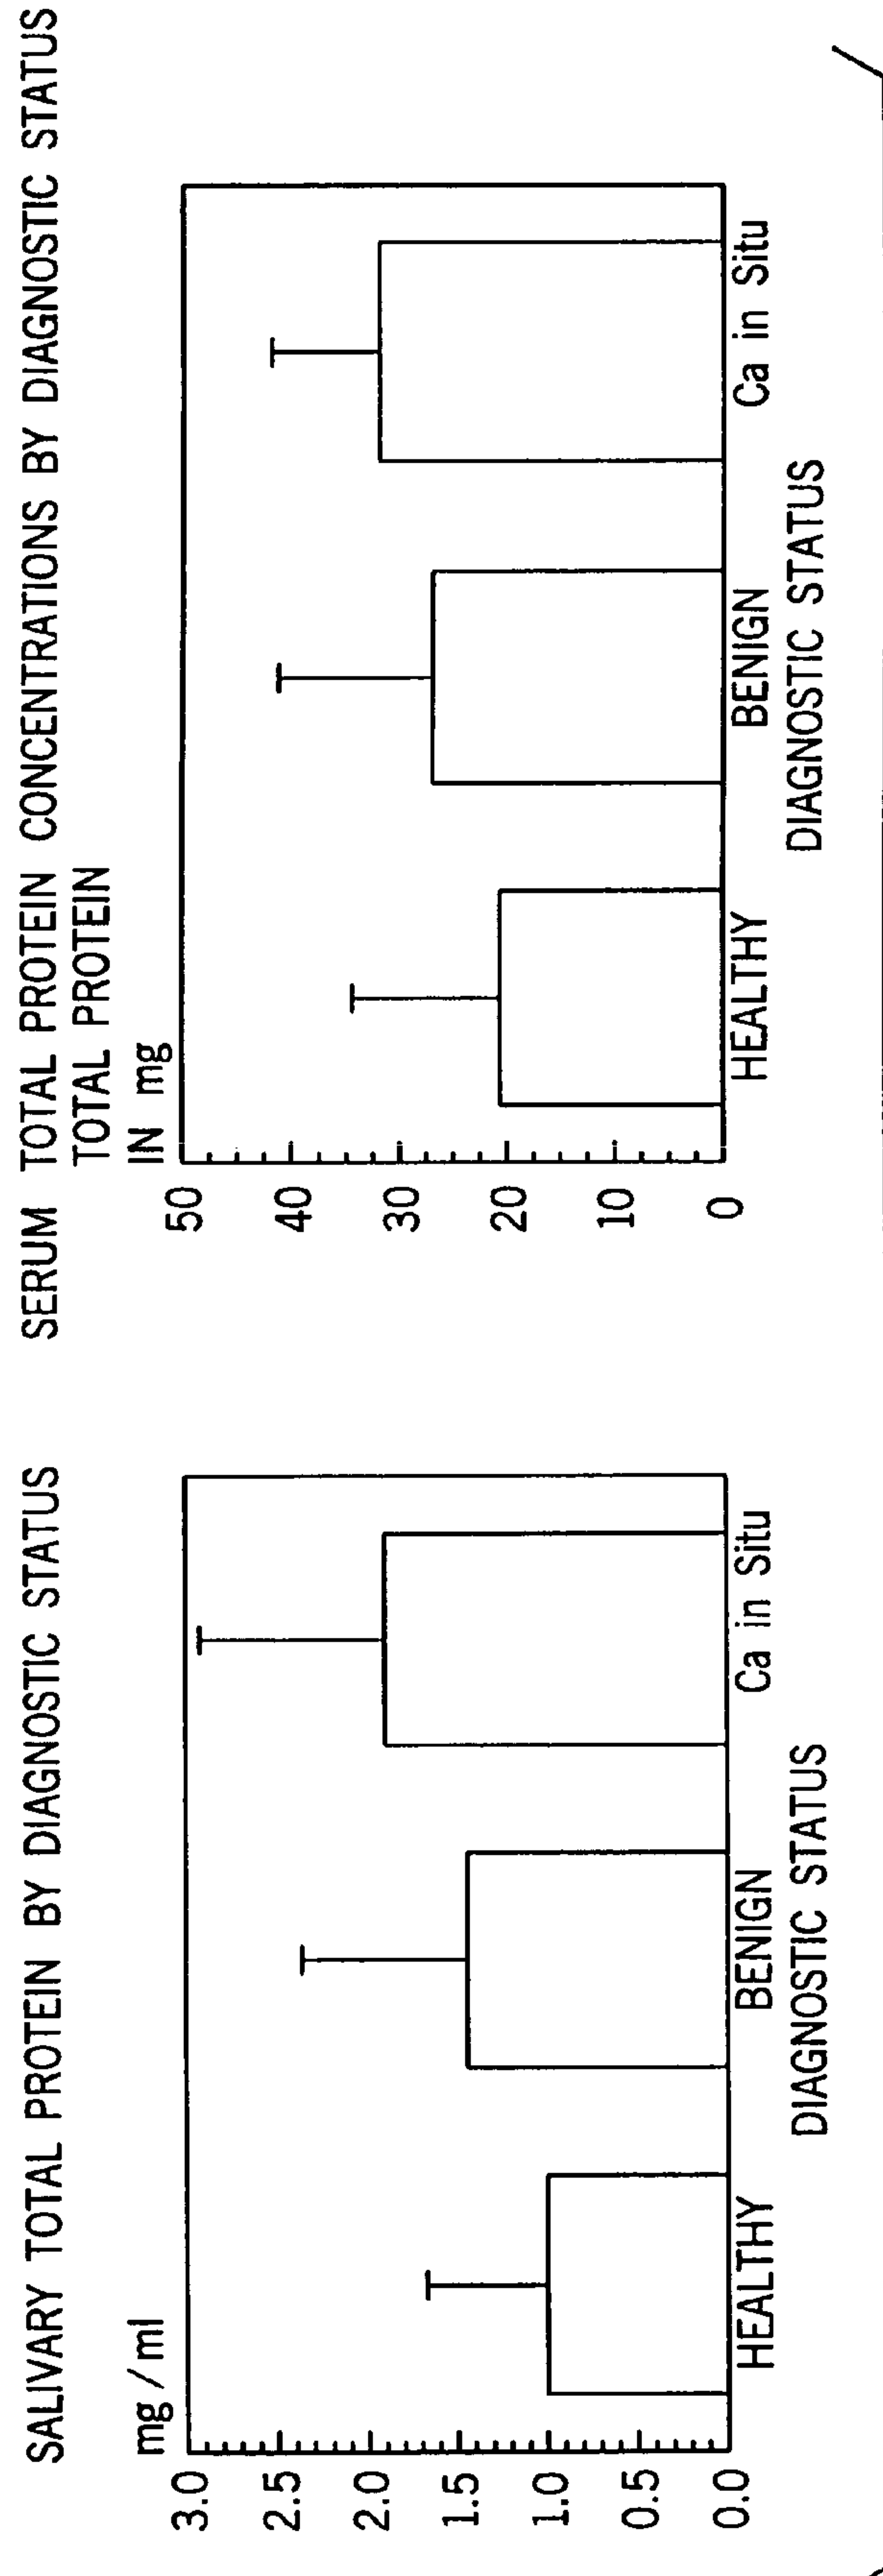 SALIVARY TOTAL PROTEIN BY DIAGNOSTIC STATUS
mg / ml
3.0
2.5
2.0
1.5
1.0
0.5
0.0
HEALTHY BENIGN Ca in Situ
DIAGNOSTIC STATUS
SERUM TOTAL PROTEIN CONCENTRATIONS BY DIAGNOSTIC STATUS
TOTAL PROTEIN
IN mg
50
40
30
20
10
0
HEALTHY BENIGN Ca in Situ
DIAGNOSTIC STATUS